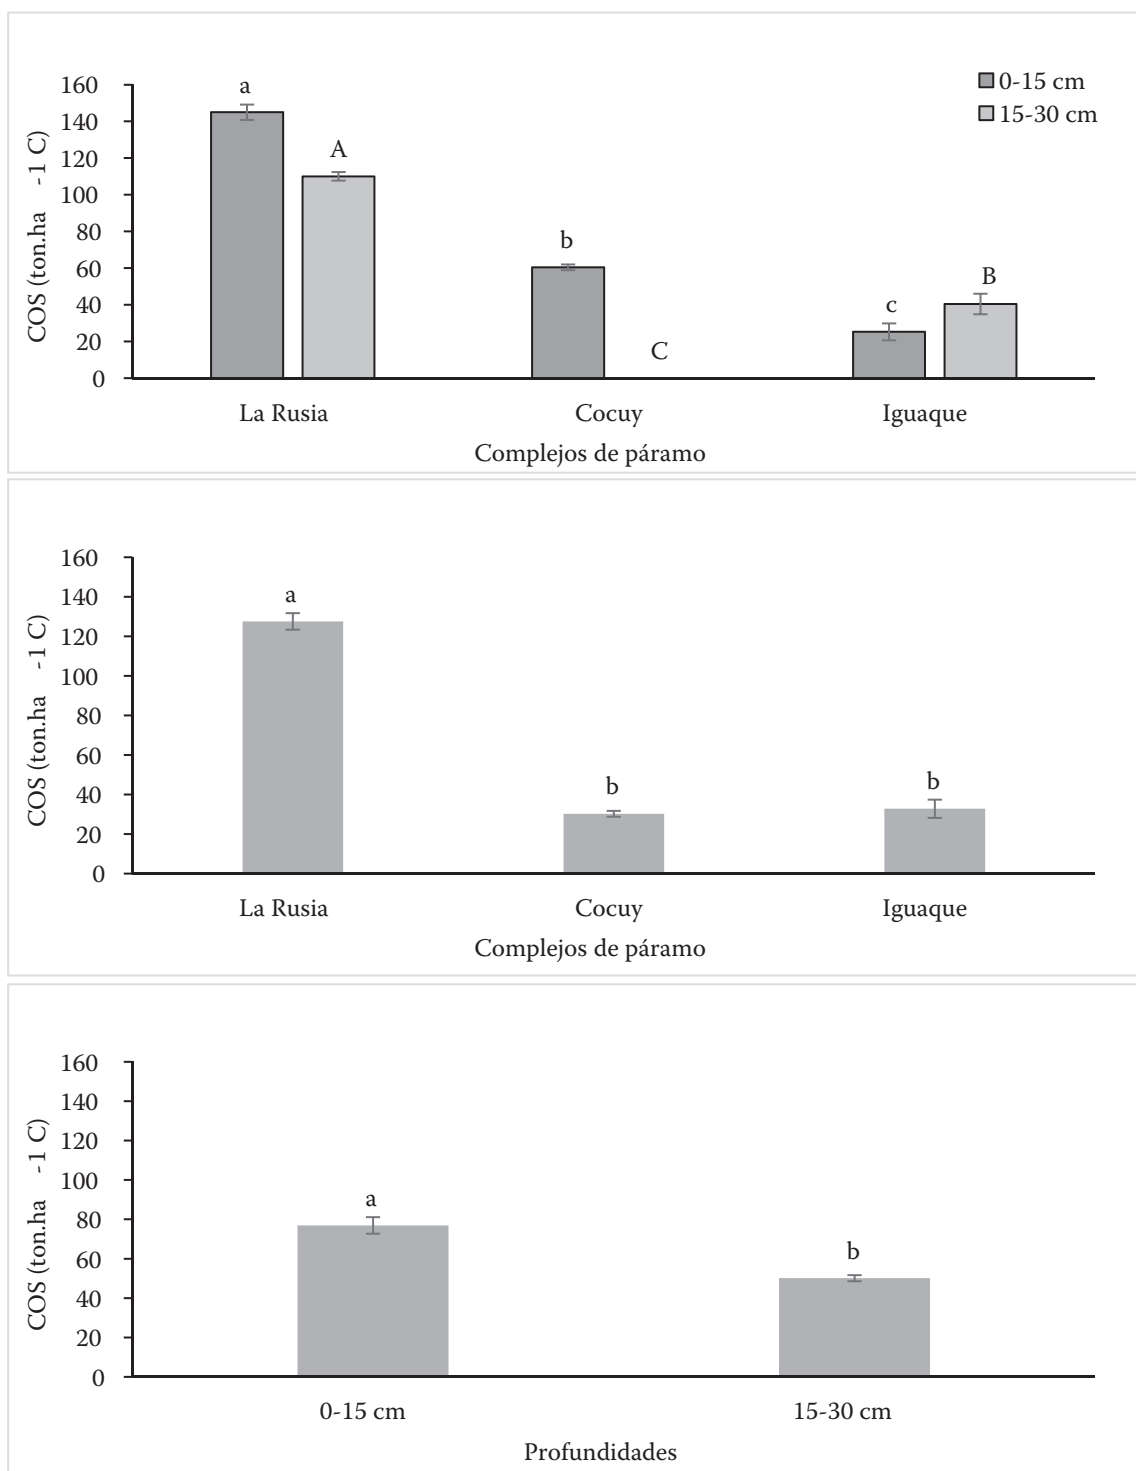 0-15 cm
15-30 cm
COS (ton.ha -1 C)
160
140
120
100
80
60
40
20
0
a
A
b
C
c
B
La Rusia
Cocuy
Iguaque
Complejos de páramo
COS (ton.ha -1 C)
160
140
120
100
80
60
40
20
0
a
b
b
La Rusia
Cocuy
Iguaque
Complejos de páramo
COS (ton.ha -1 C)
160
140
120
100
80
60
40
20
0
a
b
0-15 cm
15-30 cm
Profundidades